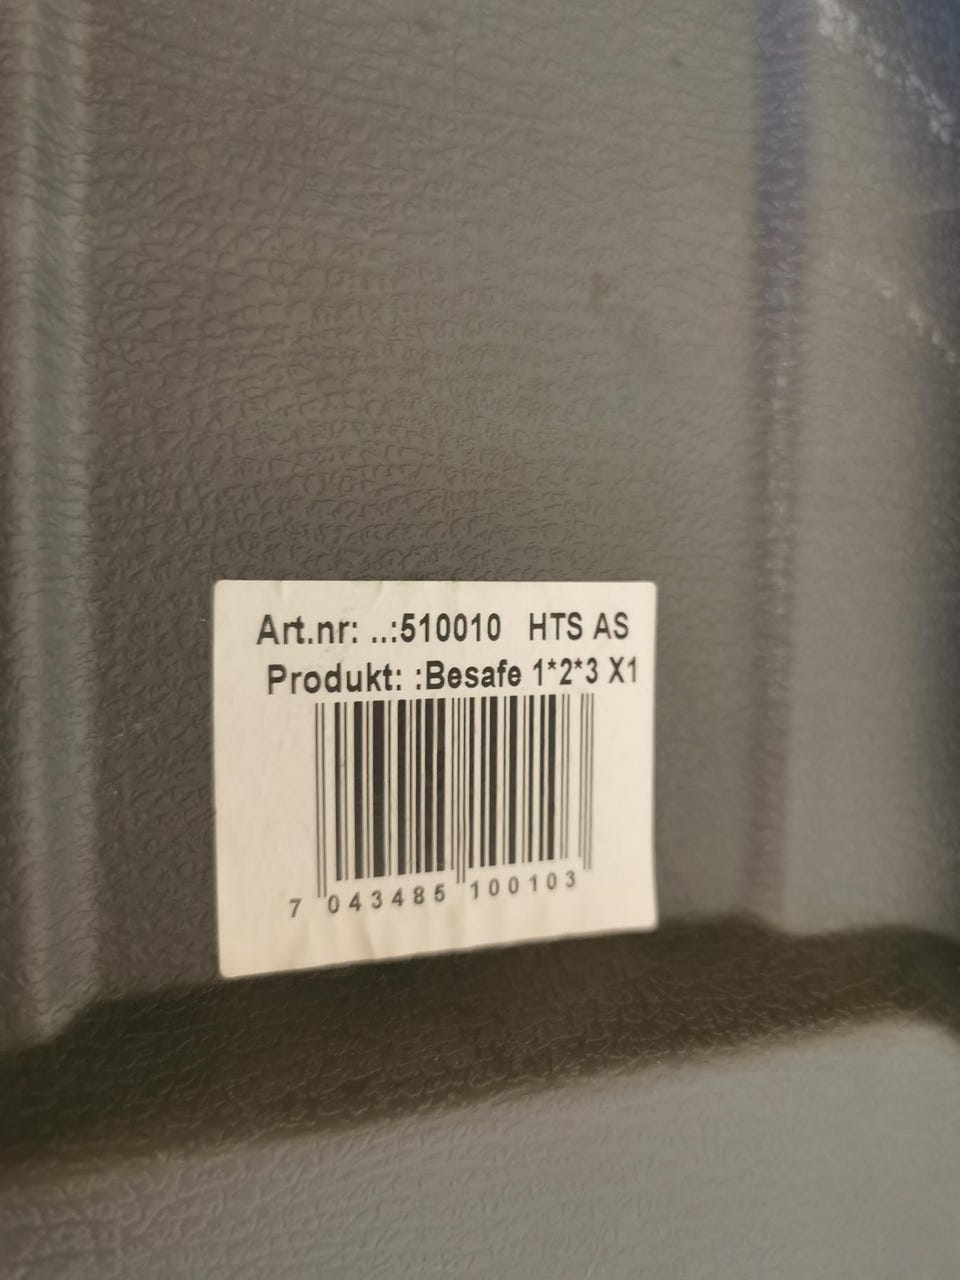 Art.nr: ..:510010 HTS AS
Produkt: :Besafe 1*2*3 X1
7 043485 100103